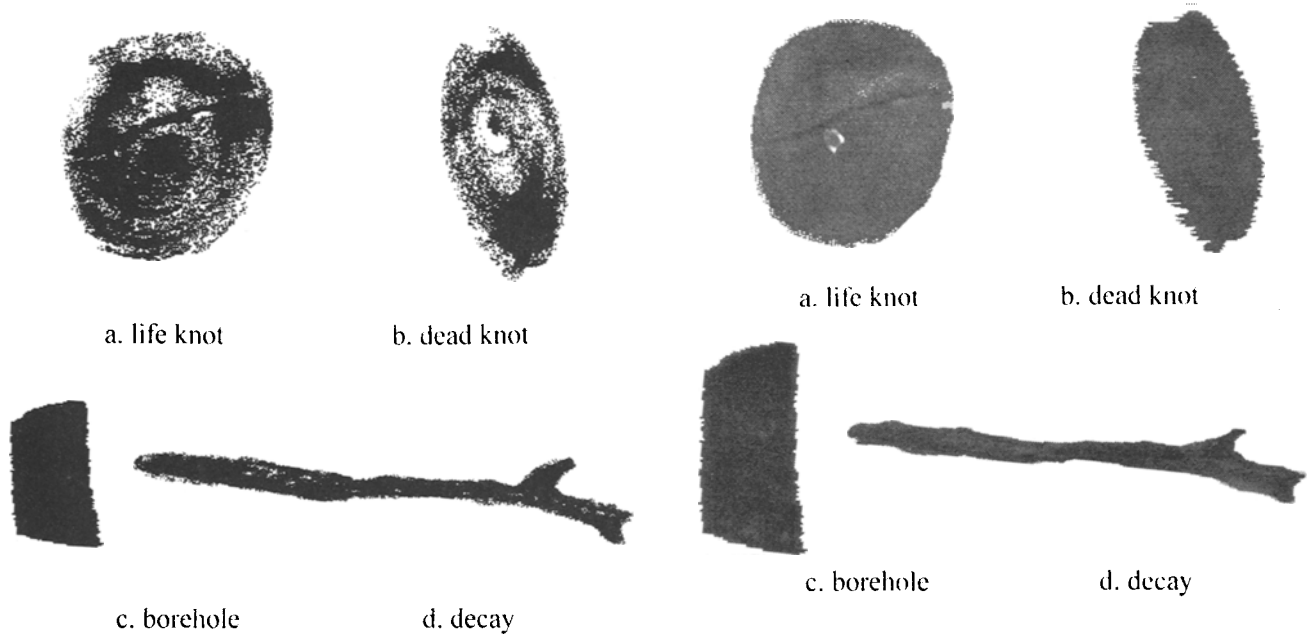 a. life knot
b. dead knot
c. borehole
d. decay
a. life knot
b. dead knot
c. borehole
d. decay